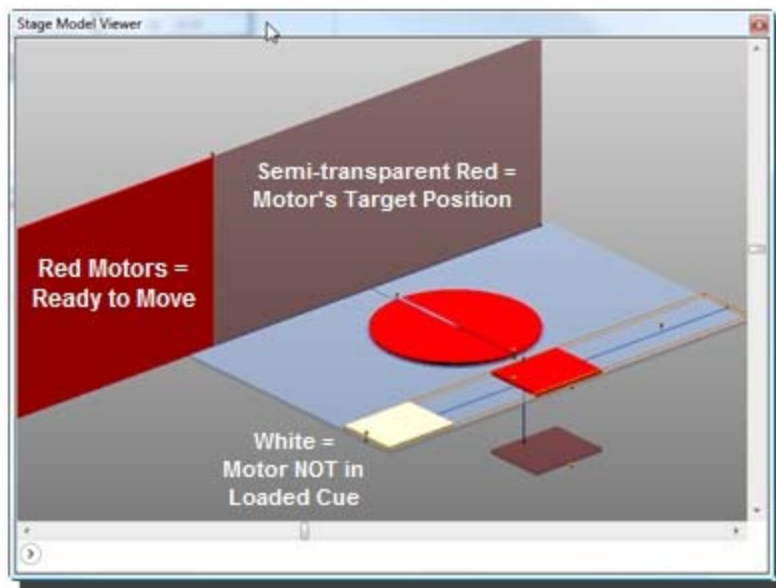 Stage Model Viewer
Semi-transparent Red =
Motor's Target Position
Red Motors =
Ready to Move
White =
Motor NOT in
Loaded Cue